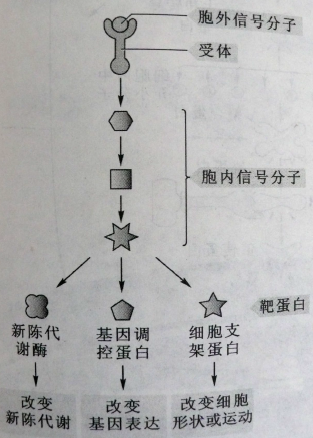 胞外信号分子
受体
胞内信号分子
靶蛋白
新陈代
谢酶
基因调
控蛋白
细胞支
架蛋白
改变
新陈代谢
改变
基因表达
改变细胞
形状或运动